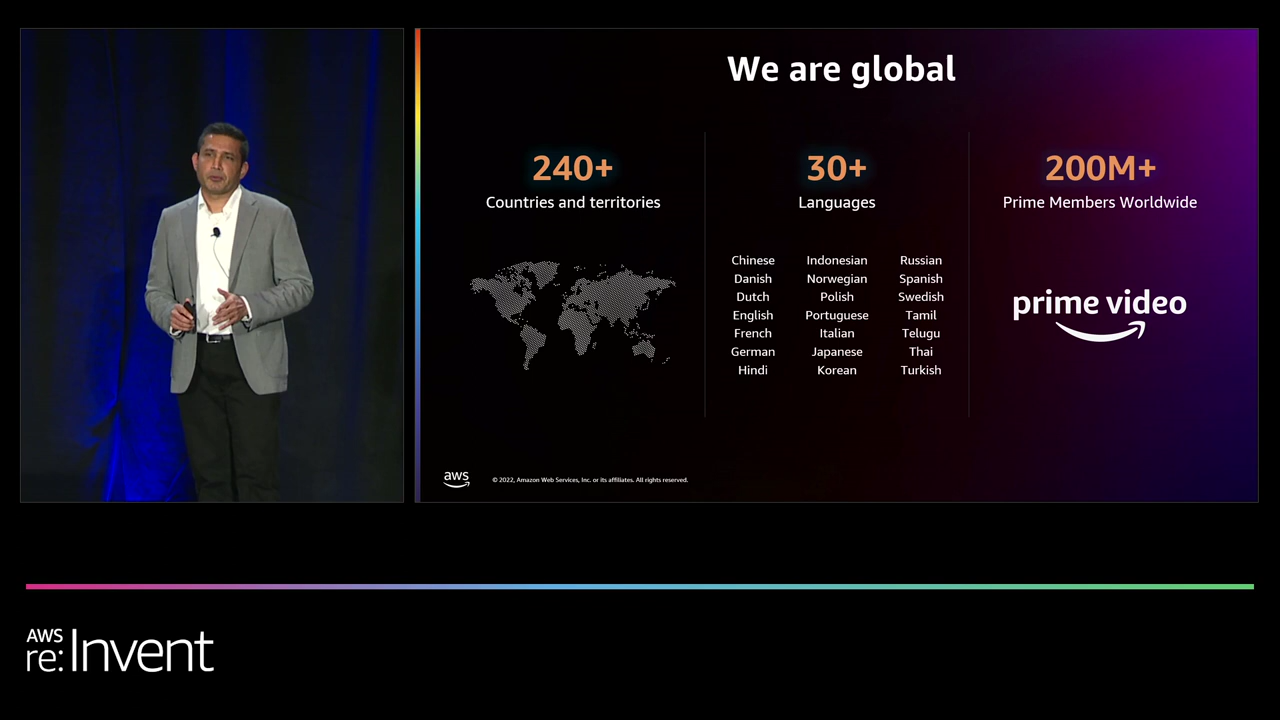 We are global
240+
Countries and territories
30+
Languages
Chinese
Danish
Dutch
English
French
German
Hindi
Indonesian
Norwegian
Polish
Portuguese
Italian
Japanese
Korean
Russian
Spanish
Swedish
Tamil
Telugu
Thai
Turkish
200M+
Prime Members Worldwide
prime video
aws
© 2022, Amazon Web Services, Inc. or its affiliates. All rights reserved.
AWS
re:Invent